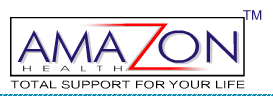 TM
AMAZON
HEALTH
TOTAL SUPPORT FOR YOUR LIFE